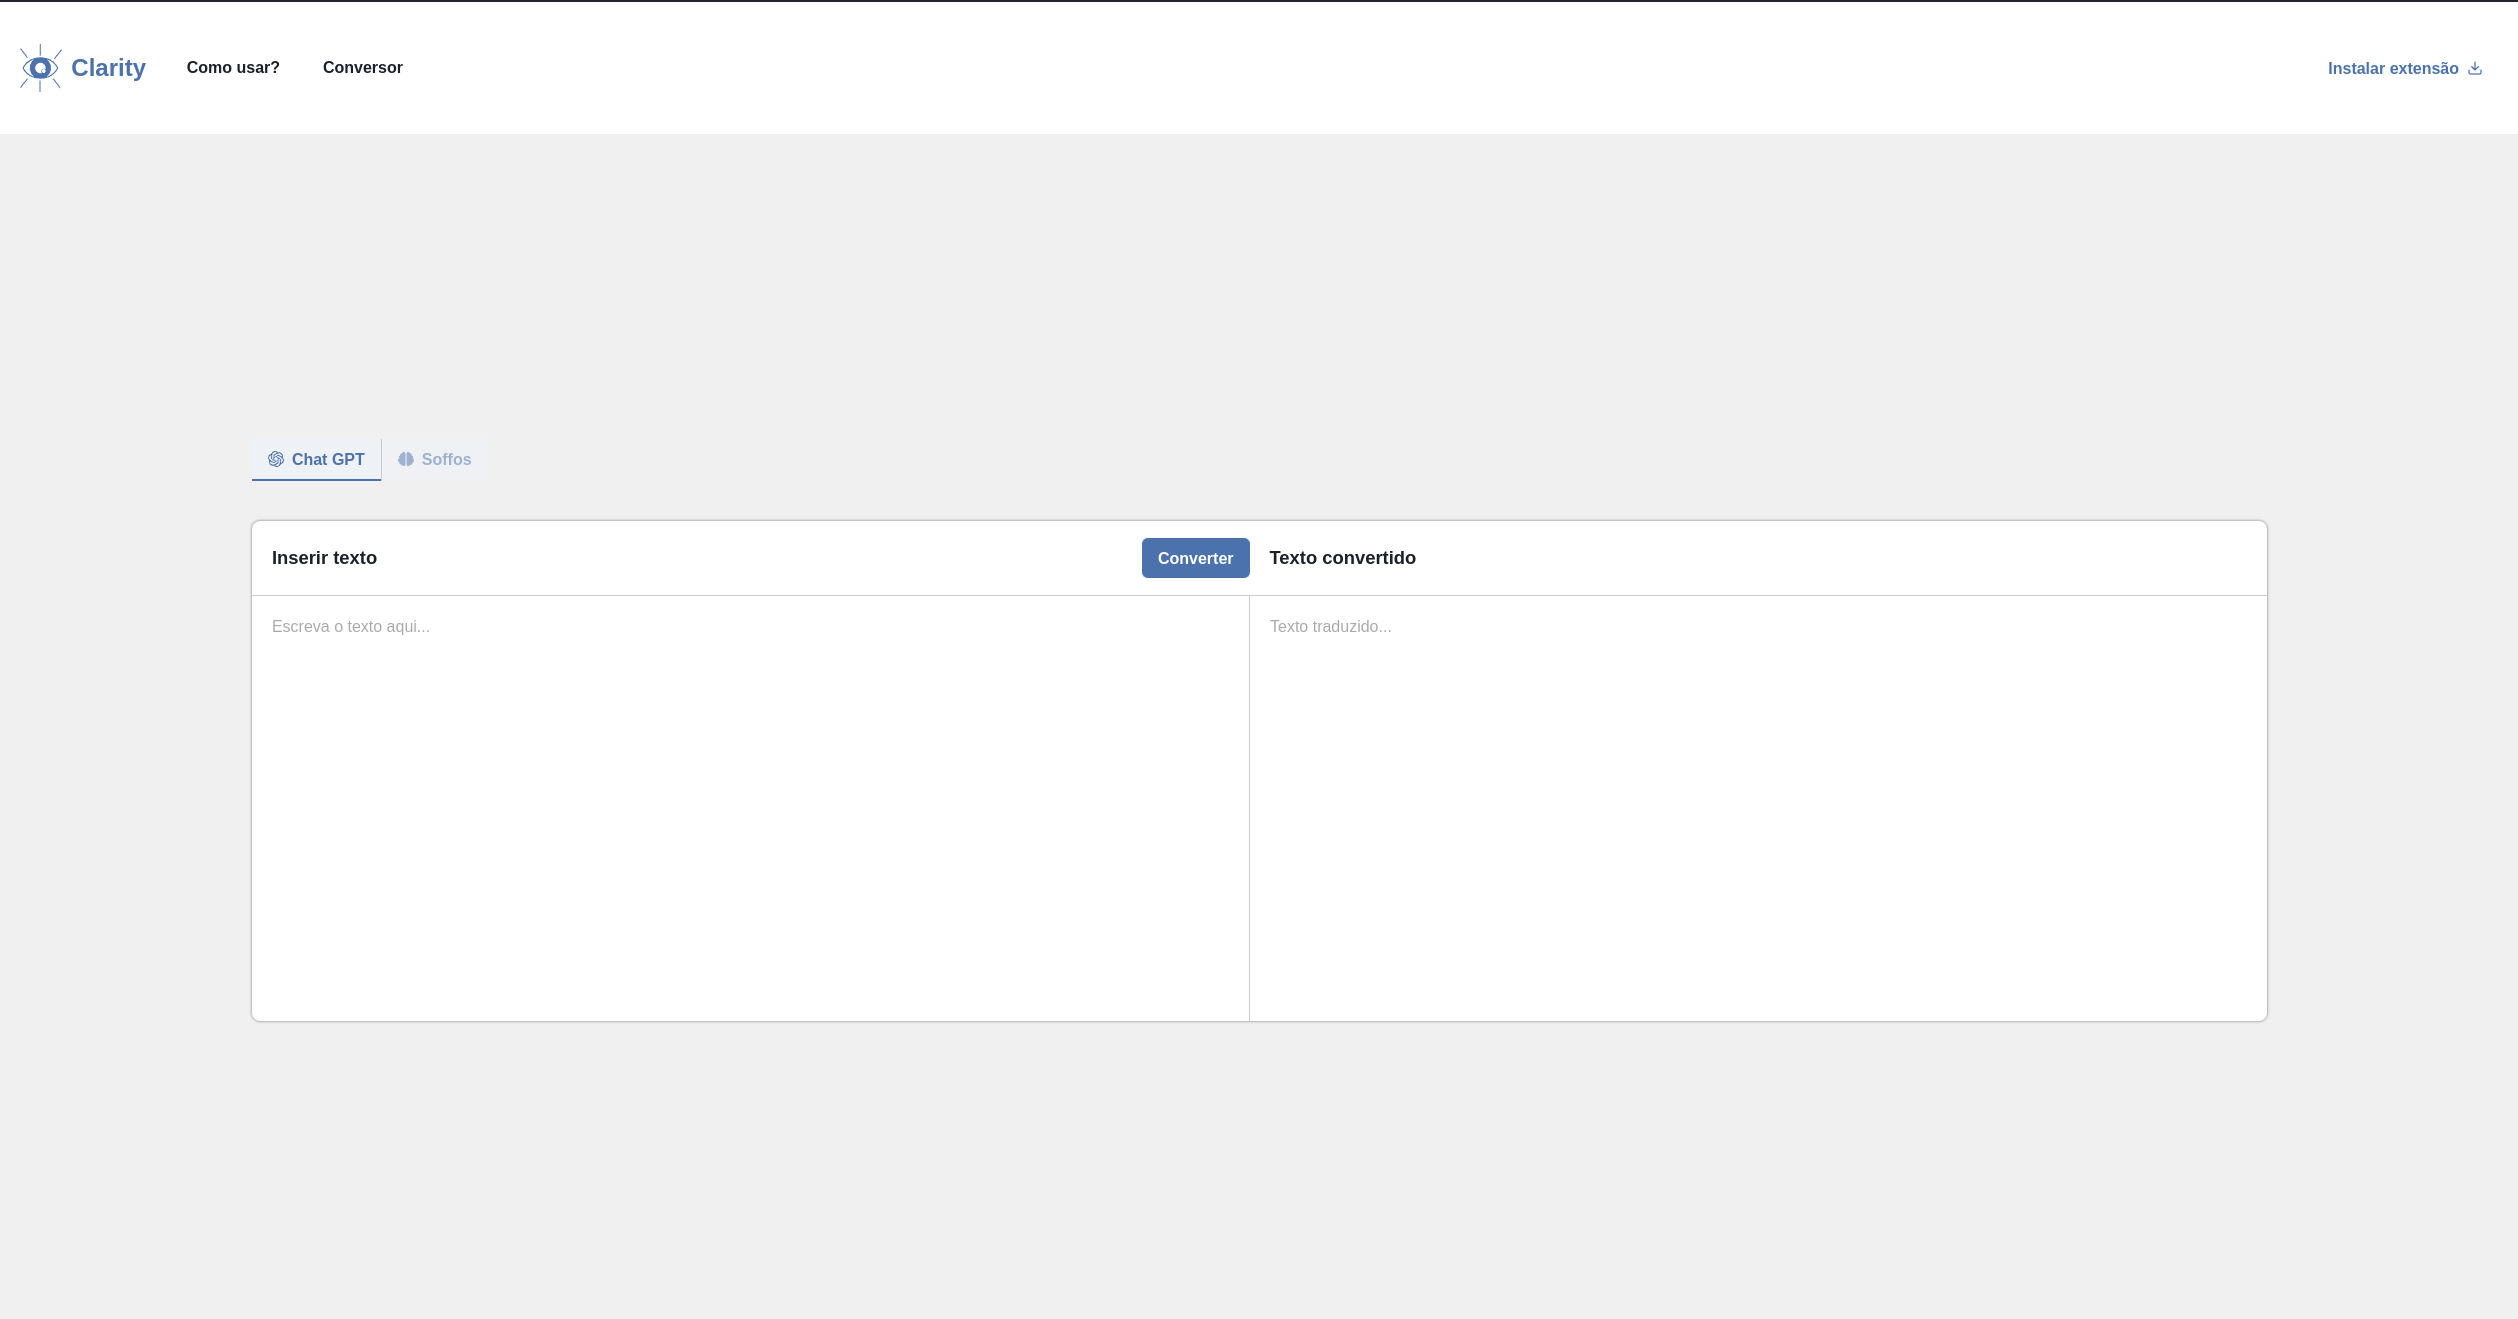 Clarity
Como usar?
Conversor
Instalar extensão
Chat GPT
Soffos
Inserir texto
Converter
Texto convertido
Escreva o texto aqui...
Texto traduzido...